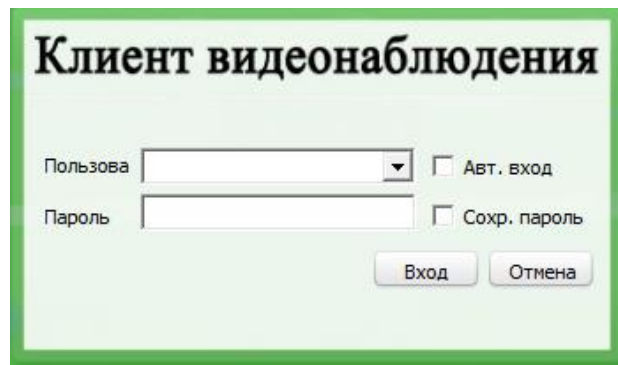 Клиент видеонаблюдения
Пользова Авт. вход
Пароль Сохр. пароль
Вход Отмена